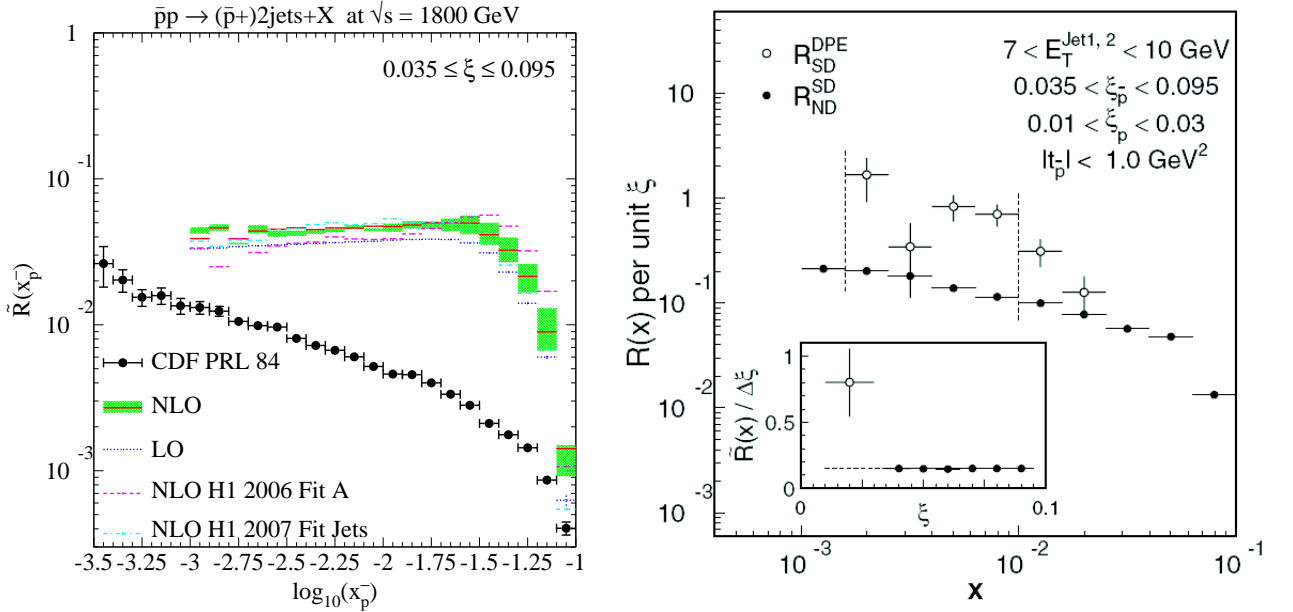 p̄p → (p̄+)2jets+X at √s = 1800 GeV
0.035 ≤ ξ ≤ 0.095
1
10⁻¹
10⁻²
10⁻³
R̃(x_p̄)
CDF PRL 84
NLO
LO
NLO H1 2006 Fit A
NLO H1 2007 Fit Jets
-3.5 -3.25 -3 -2.75 -2.5 -2.25 -2 -1.75 -1.5 -1.25 -1
log₁₀(x_p̄)
R_SD^DPE
R_ND^SD
7 < E_T^Jet1, 2 < 10 GeV
0.035 < ξ_p̄ < 0.095
0.01 < ξ_p < 0.03
|t_p̄| < 1.0 GeV²
R(x) per unit ξ
10
1
10⁻¹
10⁻²
10⁻³
R̃(x) / Δξ
1
0.5
0
0 0.1
ξ
10⁻³ 10⁻² 10⁻¹
x